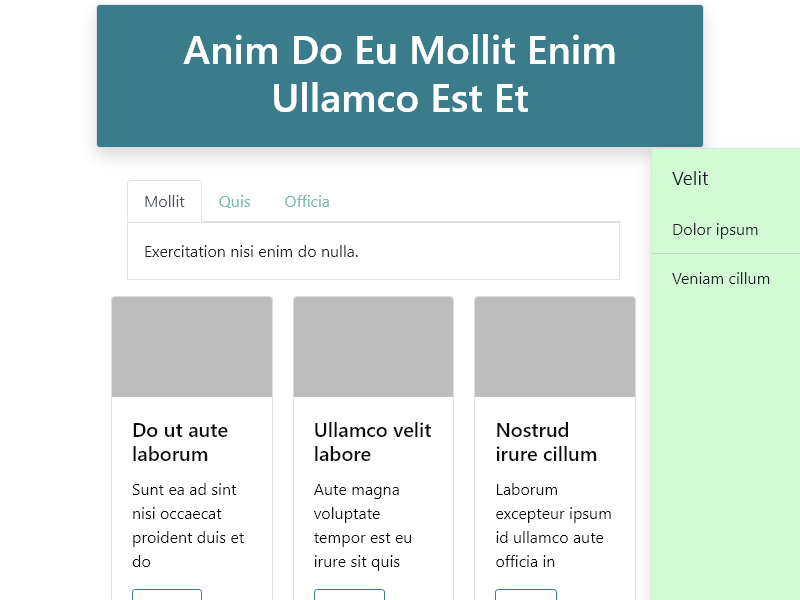 Anim Do Eu Mollit Enim
Ullamco Est Et
Velit
Dolor ipsum
Veniam cillum
Mollit
Quis
Officia
Exercitation nisi enim do nulla.
Do ut aute
laborum
Sunt ea ad sint
nisi occaecat
proident duis et
do
Ullamco velit
labore
Aute magna
voluptate
tempor est eu
irure sit quis
Nostrud
irure cillum
Laborum
excepteur ipsum
id ullamco aute
officia in